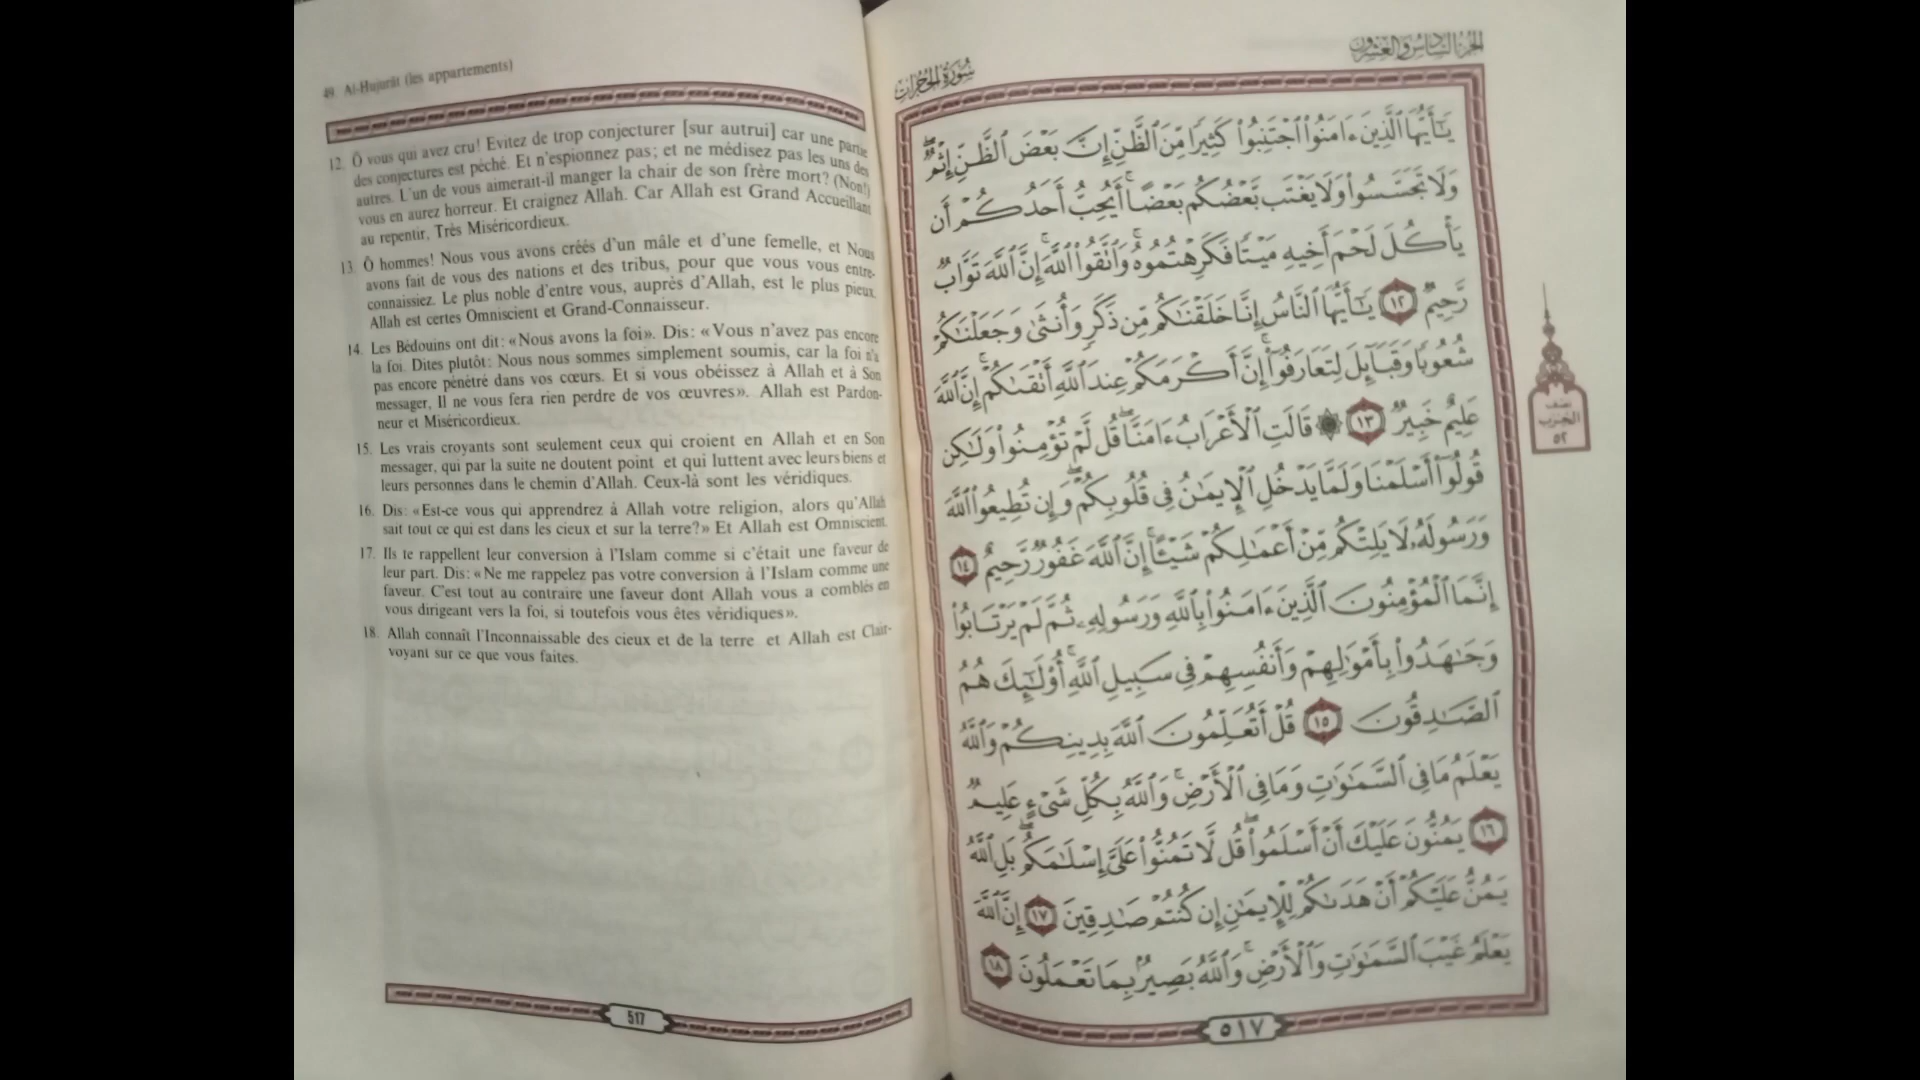 49. Al-Hujurât (les appartements)
12. Ô vous qui avez cru! Evitez de trop conjecturer [sur autrui] car une partie
des conjectures est péché. Et n'espionnez pas; et ne médisez pas les uns des
autres. L'un de vous aimerait-il manger la chair de son frère mort? (Non!)
vous en aurez horreur. Et craignez Allah. Car Allah est Grand Accueillant
au repentir, Très Miséricordieux.
13. Ô hommes! Nous vous avons créés d'un mâle et d'une femelle, et Nous
avons fait de vous des nations et des tribus, pour que vous vous entre-
connaissiez. Le plus noble d'entre vous, auprès d'Allah, est le plus pieux.
Allah est certes Omniscient et Grand-Connaisseur.
14. Les Bédouins ont dit: «Nous avons la foi». Dis: «Vous n'avez pas encore
la foi. Dites plutôt: Nous nous sommes simplement soumis, car la foi n'a
pas encore pénétré dans vos cœurs. Et si vous obéissez à Allah et à Son
messager, Il ne vous fera rien perdre de vos œuvres». Allah est Pardon-
neur et Miséricordieux.
15. Les vrais croyants sont seulement ceux qui croient en Allah et en Son
messager, qui par la suite ne doutent point et qui luttent avec leurs biens et
leurs personnes dans le chemin d'Allah. Ceux-là sont les véridiques.
16. Dis: «Est-ce vous qui apprendrez à Allah votre religion, alors qu'Allah
sait tout ce qui est dans les cieux et sur la terre?» Et Allah est Omniscient.
17. Ils te rappellent leur conversion à l'Islam comme si c'était une faveur de
leur part. Dis: «Ne me rappelez pas votre conversion à l'Islam comme une
faveur. C'est tout au contraire une faveur dont Allah vous a comblés en
vous dirigeant vers la foi, si toutefois vous êtes véridiques».
18. Allah connaît l'Inconnaissable des cieux et de la terre et Allah est Clair-
voyant sur ce que vous faites.
517
الجزء السادس والعشرون
سورة الحجرات
يَٰٓأَيُّهَا ٱلَّذِينَ ءَامَنُوا۟ ٱجْتَنِبُوا۟ كَثِيرًا مِّنَ ٱلظَّنِّ إِنَّ بَعْضَ ٱلظَّنِّ إِثْمٌ ۖ
وَلَا تَجَسَّسُوا۟ وَلَا يَغْتَب بَّعْضُكُم بَعْضًا ۚ أَيُحِبُّ أَحَدُكُمْ أَن
يَأْكُلَ لَحْمَ أَخِيهِ مَيْتًا فَكَرِهْتُمُوهُ ۚ وَٱتَّقُوا۟ ٱللَّهَ ۚ إِنَّ ٱللَّهَ تَوَّابٌ
رَّحِيمٌ ١٢ يَٰٓأَيُّهَا ٱلنَّاسُ إِنَّا خَلَقْنَٰكُم مِّن ذَكَرٍ وَأُنثَىٰ وَجَعَلْنَٰكُمْ
شُعُوبًا وَقَبَآئِلَ لِتَعَارَفُوٓا۟ ۚ إِنَّ أَكْرَمَكُمْ عِندَ ٱللَّهِ أَتْقَىٰكُمْ ۚ إِنَّ ٱللَّهَ
عَلِيمٌ خَبِيرٌ ١٣ ۞ قَالَتِ ٱلْأَعْرَابُ ءَامَنَّا ۖ قُل لَّمْ تُؤْمِنُوا۟ وَلَٰكِن
قُولُوٓا۟ أَسْلَمْنَا وَلَمَّا يَدْخُلِ ٱلْإِيمَٰنُ فِى قُلُوبِكُمْ ۖ وَإِن تُطِيعُوا۟ ٱللَّهَ
وَرَسُولَهُۥ لَا يَلِتْكُم مِّنْ أَعْمَٰلِكُمْ شَيْـًٔا ۚ إِنَّ ٱللَّهَ غَفُورٌ رَّحِيمٌ ١٤
إِنَّمَا ٱلْمُؤْمِنُونَ ٱلَّذِينَ ءَامَنُوا۟ بِٱللَّهِ وَرَسُولِهِۦ ثُمَّ لَمْ يَرْتَابُوا۟
وَجَٰهَدُوا۟ بِأَمْوَٰلِهِمْ وَأَنفُسِهِمْ فِى سَبِيلِ ٱللَّهِ ۚ أُو۟لَٰٓئِكَ هُمُ
ٱلصَّٰدِقُونَ ١٥ قُلْ أَتُعَلِّمُونَ ٱللَّهَ بِدِينِكُمْ وَٱللَّهُ
يَعْلَمُ مَا فِى ٱلسَّمَٰوَٰتِ وَمَا فِى ٱلْأَرْضِ ۚ وَٱللَّهُ بِكُلِّ شَىْءٍ عَلِيمٌ
١٦ يَمُنُّونَ عَلَيْكَ أَنْ أَسْلَمُوا۟ ۖ قُل لَّا تَمُنُّوا۟ عَلَىَّ إِسْلَٰمَكُم ۖ بَلِ ٱللَّهُ
يَمُنُّ عَلَيْكُمْ أَنْ هَدَىٰكُمْ لِلْإِيمَٰنِ إِن كُنتُمْ صَٰدِقِينَ ١٧ إِنَّ ٱللَّهَ
يَعْلَمُ غَيْبَ ٱلسَّمَٰوَٰتِ وَٱلْأَرْضِ ۚ وَٱللَّهُ بَصِيرٌۢ بِمَا تَعْمَلُونَ ١٨
نصف
الحزب
٥٢
٥١٧